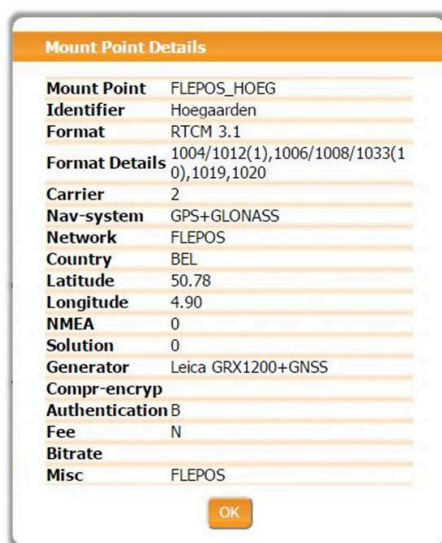 Mount Point Details
Mount Point FLEPOS_HOEG
Identifier Hoegaarden
Format RTCM 3.1
Format Details 1004/1012(1),1006/1008/1033(1
0),1019,1020
Carrier 2
Nav-system GPS+GLONASS
Network FLEPOS
Country BEL
Latitude 50.78
Longitude 4.90
NMEA 0
Solution 0
Generator Leica GRX1200+GNSS
Compr-encryp
Authentication B
Fee N
Bitrate
Misc FLEPOS
OK